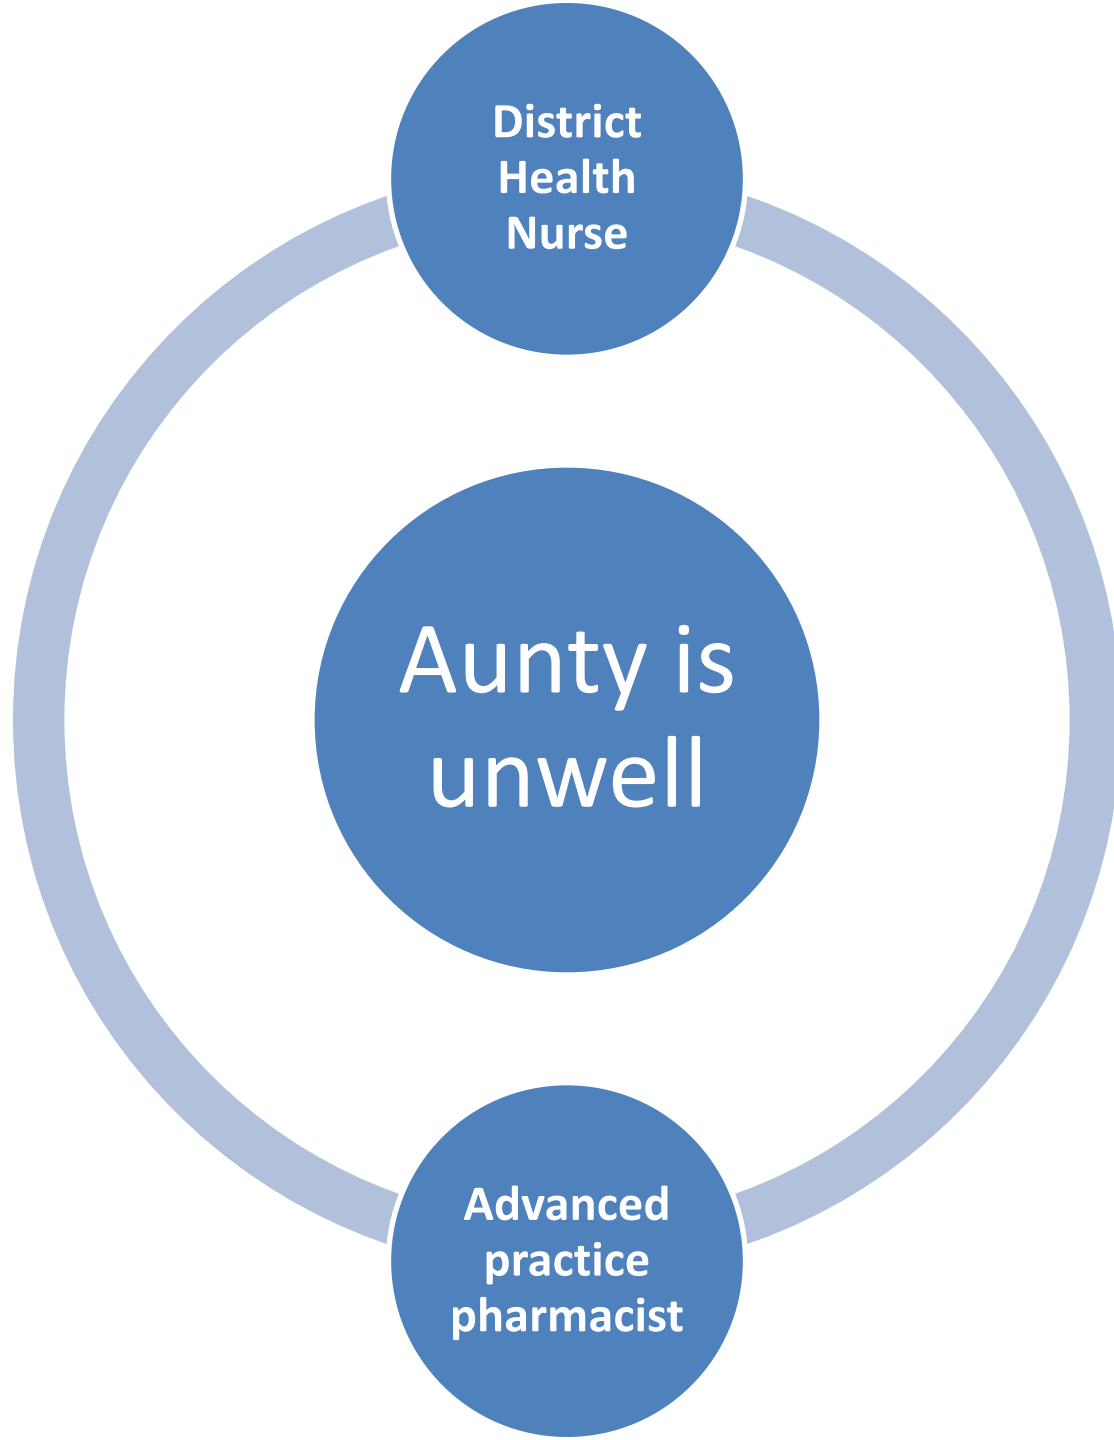 District
Health
Nurse
Aunty is
unwell
Advanced
practice
pharmacist